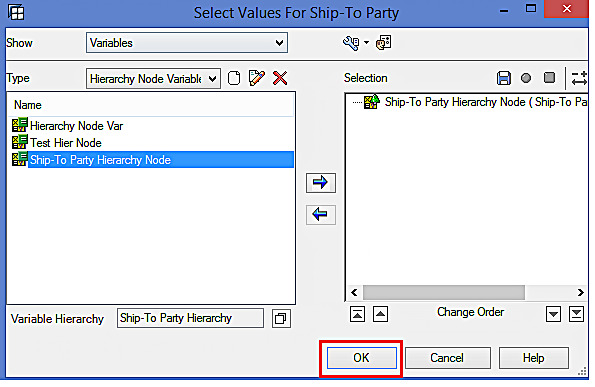 Select Values For Ship-To Party
Show Variables
Type Hierarchy Node Variable Selection
Name
Hierarchy Node Var
Test Hier Node
Ship-To Party Hierarchy Node
Ship-To Party Hierarchy Node ( Ship-To Pa
Variable Hierarchy Ship-To Party Hierarchy Change Order
OK Cancel Help